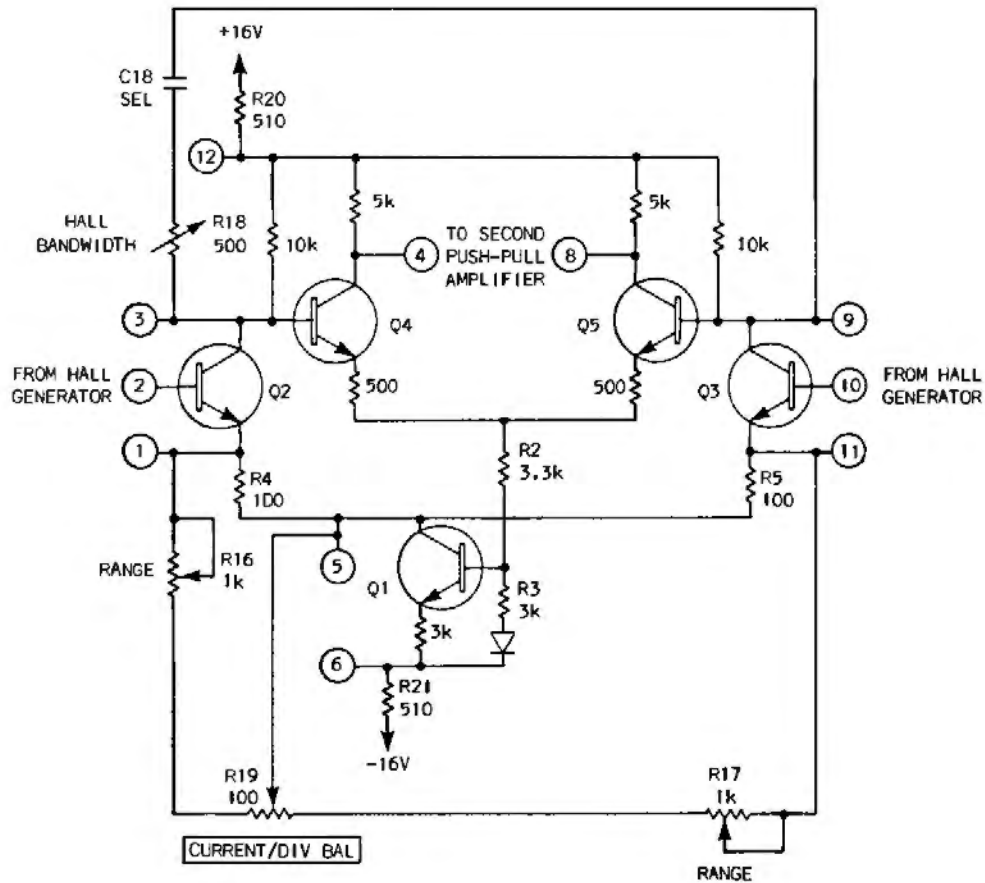 +16V
C18
SEL
R20
510
12
5k
5k
HALL
BANDWIDTH
R18
500
10k
4
TO SECOND
PUSH-PULL
AMPLIFIER
8
10k
3
Q4
Q5
9
FROM HALL
GENERATOR
2
Q2
500
500
Q3
10
FROM HALL
GENERATOR
1
R4
100
R2
3.3k
R5
100
11
RANGE
R16
1k
5
Q1
R3
3k
3k
6
R21
510
-16V
R19
100
R17
1k
CURRENT/DIV BAL
RANGE